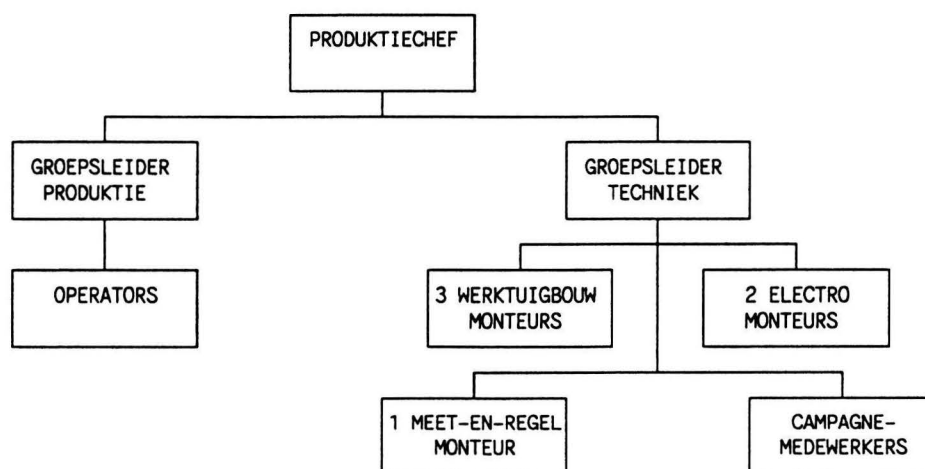 PRODUKTIECHEF
GROEPSLEIDER
PRODUKTIE
GROEPSLEIDER
TECHNIEK
OPERATORS
3 WERKTUIGBOUW
MONTEURS
2 ELECTRO
MONTEURS
1 MEET-EN-REGEL
MONTEUR
CAMPAGNE-
MEDEWERKERS